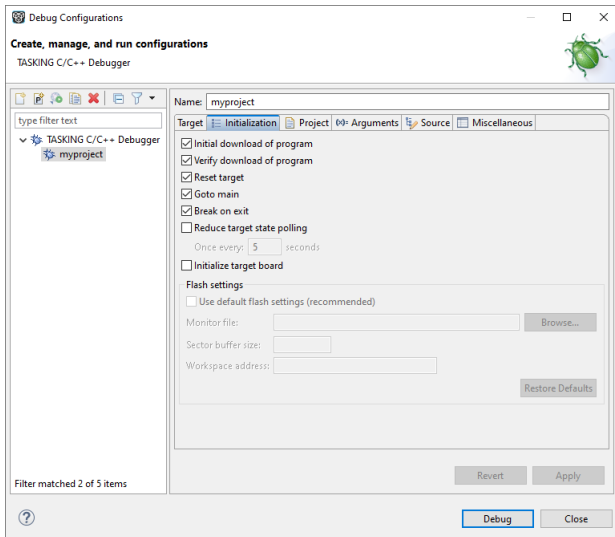 Debug Configurations
Create, manage, and run configurations
TASKING C/C++ Debugger
type filter text
TASKING C/C++ Debugger
myproject
Filter matched 2 of 5 items
Name: myproject
Target Initialization Project (x)= Arguments Source Miscellaneous
Initial download of program
Verify download of program
Reset target
Goto main
Break on exit
Reduce target state polling
Once every: 5 seconds
Initialize target board
Flash settings
Use default flash settings (recommended)
Monitor file: Browse...
Sector buffer size:
Workspace address:
Restore Defaults
Revert Apply
? Debug Close